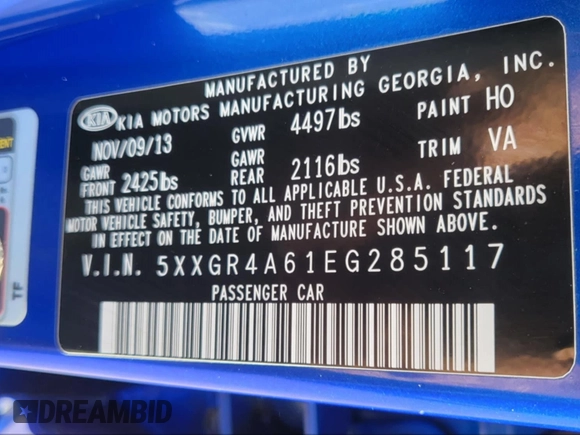 MANUFACTURED BY
KIA KIA MOTORS MANUFACTURING GEORGIA, INC.
NOV/09/13 GVWR 4497lbs PAINT HO
GAWR FRONT 2425lbs GAWR REAR 2116lbs TRIM VA
THIS VEHICLE CONFORMS TO ALL APPLICABLE U.S.A. FEDERAL
MOTOR VEHICLE SAFETY, BUMPER, AND THEFT PREVENTION STANDARDS
IN EFFECT ON THE DATE OF MANUFACTURE SHOWN ABOVE.
V.I.N. 5XXGR4A61EG285117
PASSENGER CAR
TF
DREAMBID